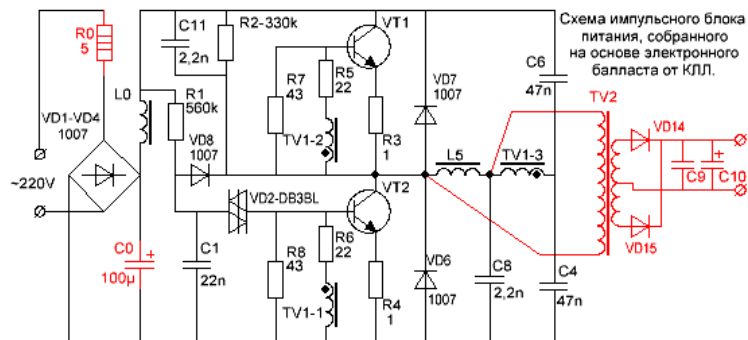 Схема импульсного блока
питания, собранного
на основе электронного
балласта от КЛЛ.
R0
5
C11
2,2n
R2-330k
VT1
C6
47n
TV2
L0
R1
560k
VD1-VD4
1007
VD8
1007
R7
43
R5
22
TV1-2
R3
1
VD7
1007
VD14
L5
TV1-3
C9
C10
~220V
VD2-DB3BL
VT2
VD15
C0
100µ
+
C1
22n
R8
43
R6
22
TV1-1
R4
1
VD6
1007
C8
2,2n
C4
47n
+